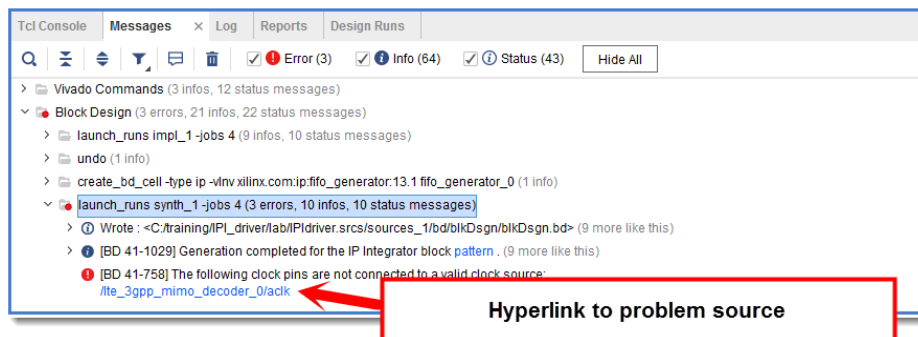 Tcl Console Messages × Log Reports Design Runs
Error (3) Info (64) Status (43) Hide All
Vivado Commands (3 infos, 12 status messages)
Block Design (3 errors, 21 infos, 22 status messages)
launch_runs impl_1 -jobs 4 (9 infos, 10 status messages)
undo (1 info)
create_bd_cell -type ip -vlnv xilinx.com:ip:fifo_generator:13.1 fifo_generator_0 (1 info)
launch_runs synth_1 -jobs 4 (3 errors, 10 infos, 10 status messages)
Wrote : <C:/training/IPI_driver/lab/IPIdriver.srcs/sources_1/bd/blkDsgn/blkDsgn.bd> (9 more like this)
[BD 41-1029] Generation completed for the IP Integrator block pattern . (9 more like this)
[BD 41-758] The following clock pins are not connected to a valid clock source:
/lte_3gpp_mimo_decoder_0/aclk
Hyperlink to problem source